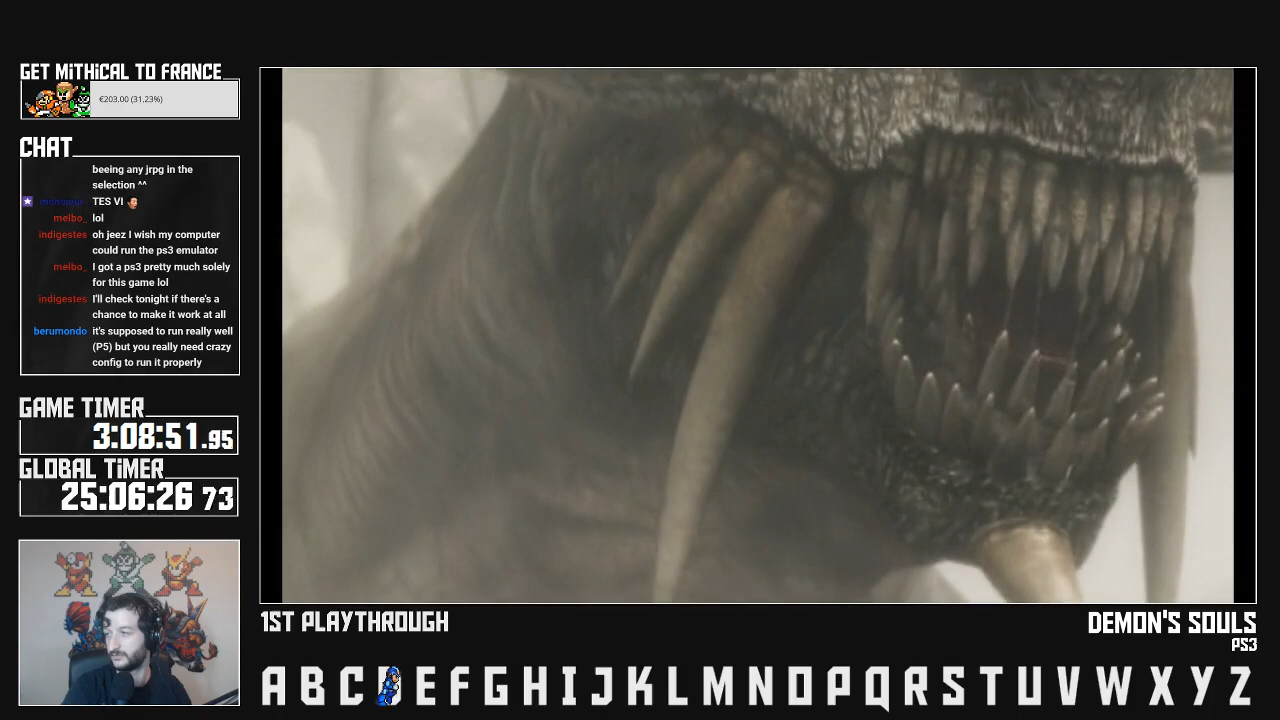 GET MiTHiCAL TO FRANCE
€203.00 (31.23%)
CHAT
beeing any jrpg in the
selection ^^
monsieur TES VI
melbo_ lol
indigestes oh jeez I wish my computer
could run the ps3 emulator
melbo_ I got a ps3 pretty much solely
for this game lol
indigestes I'll check tonight if there's a
chance to make it work at all
berumondo it's supposed to run really well
(P5) but you really need crazy
config to run it properly
GAME TIMER
3:08:51.95
GLOBAL TiMER
25:06:26 73
1ST PLAYTHROUGH
DEMON'S SOULS
PS3
A B C D E F G H I J K L M N O P Q R S T U V W X Y Z